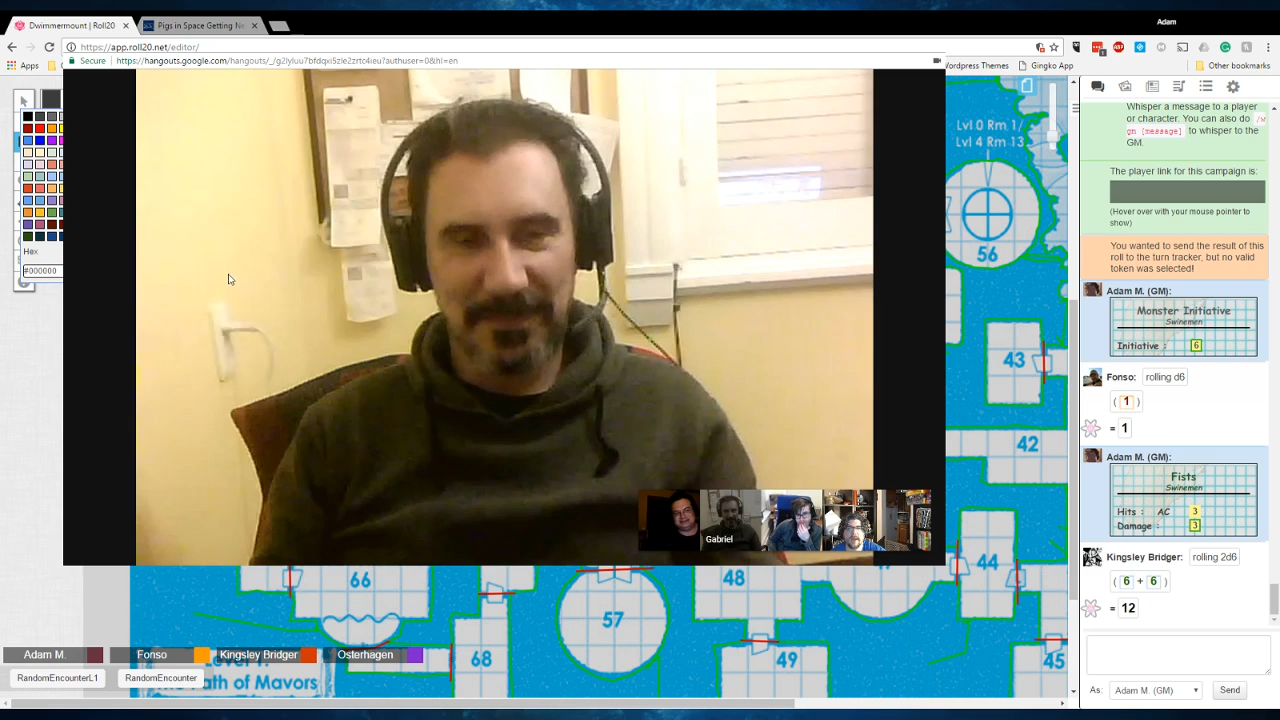 Adam
Dwimmermount | Roll20
Pigs in Space Getting Ne
https://app.roll20.net/editor/
Secure https://hangouts.google.com/hangouts/_/g2lyluu7bfdqxi5zle2zrtc4ieu?authuser=0&hl=en
Apps
Wordpress Themes
Gingko App
Other bookmarks
Hex
#000000
Lvl 0 Rm 1/
Lvl 4 Rm 13
56
43
42
44
45
66
57
48
68
49
Level 1:
The Path of Mavors
Gabriel
Adam M.
Fonso
Kingsley Bridger
Osterhagen
RandomEncounterL1
RandomEncounter
Whisper a message to a player
or character. You can also do /w
gm [message] to whisper to the
GM.
The player link for this campaign is:
(Hover over with your mouse pointer to
show)
You wanted to send the result of this
roll to the turn tracker, but no valid
token was selected!
Adam M. (GM):
Monster Initiative
Swinemen
Initiative : 6
Fonso: rolling d6
( 1 )
= 1
Adam M. (GM):
Fists
Swinemen
Hits : AC 3
Damage : 3
Kingsley Bridger: rolling 2d6
( 6 + 6 )
= 12
As: Adam M. (GM)
Send